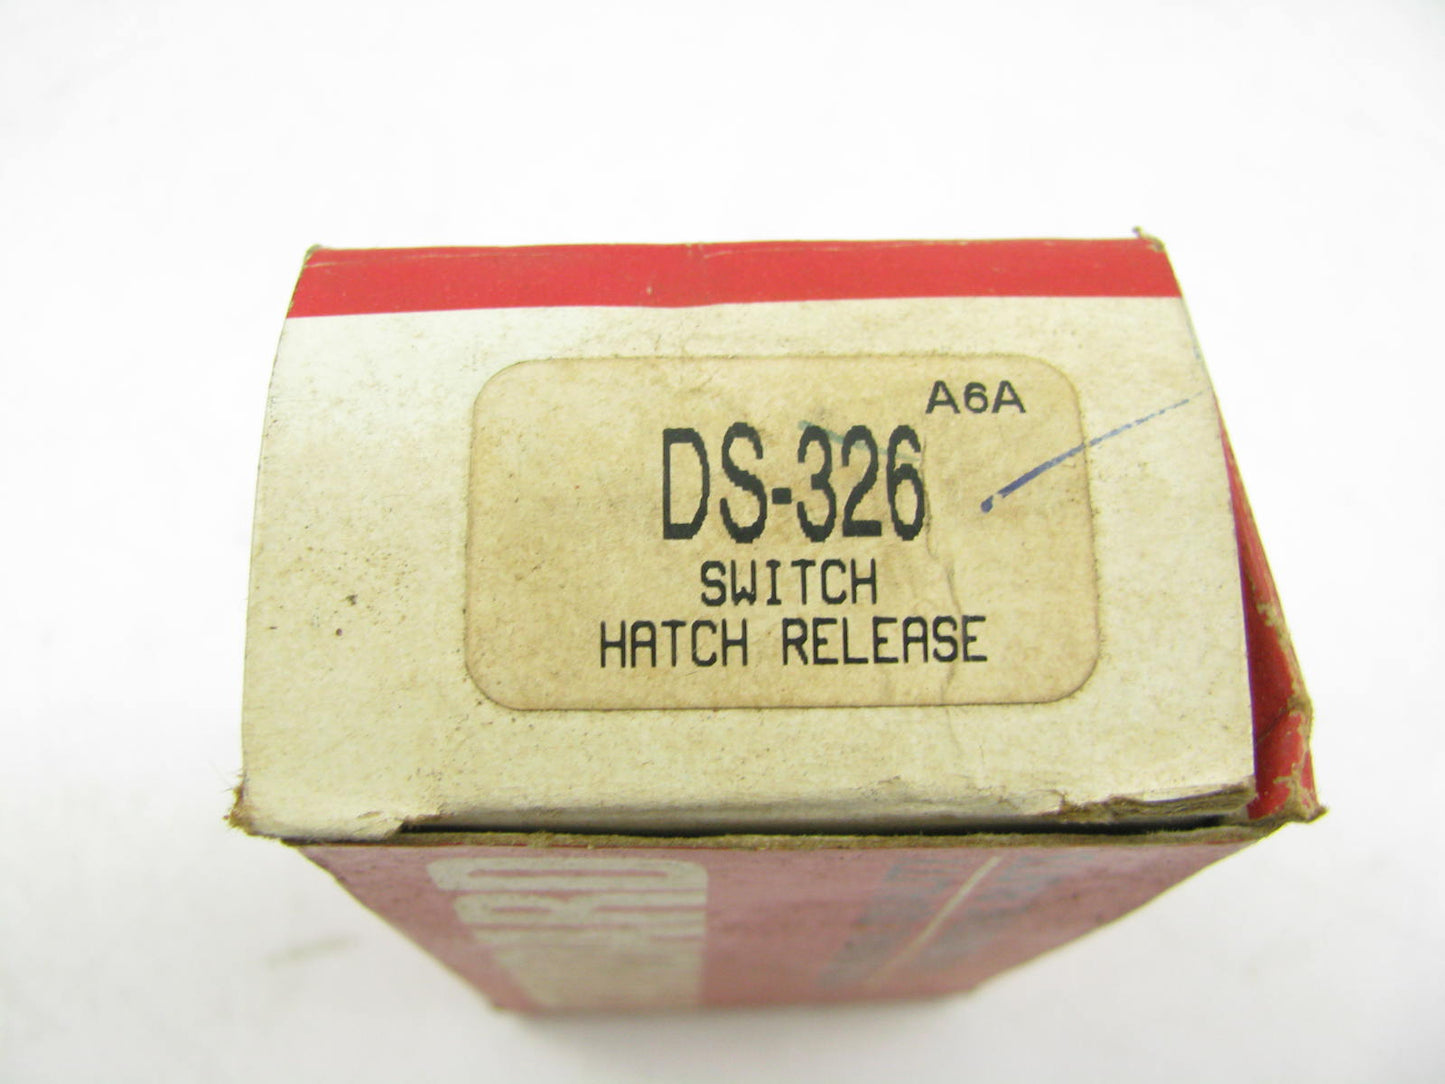 A6A
DS-326
SWITCH
HATCH RELEASE